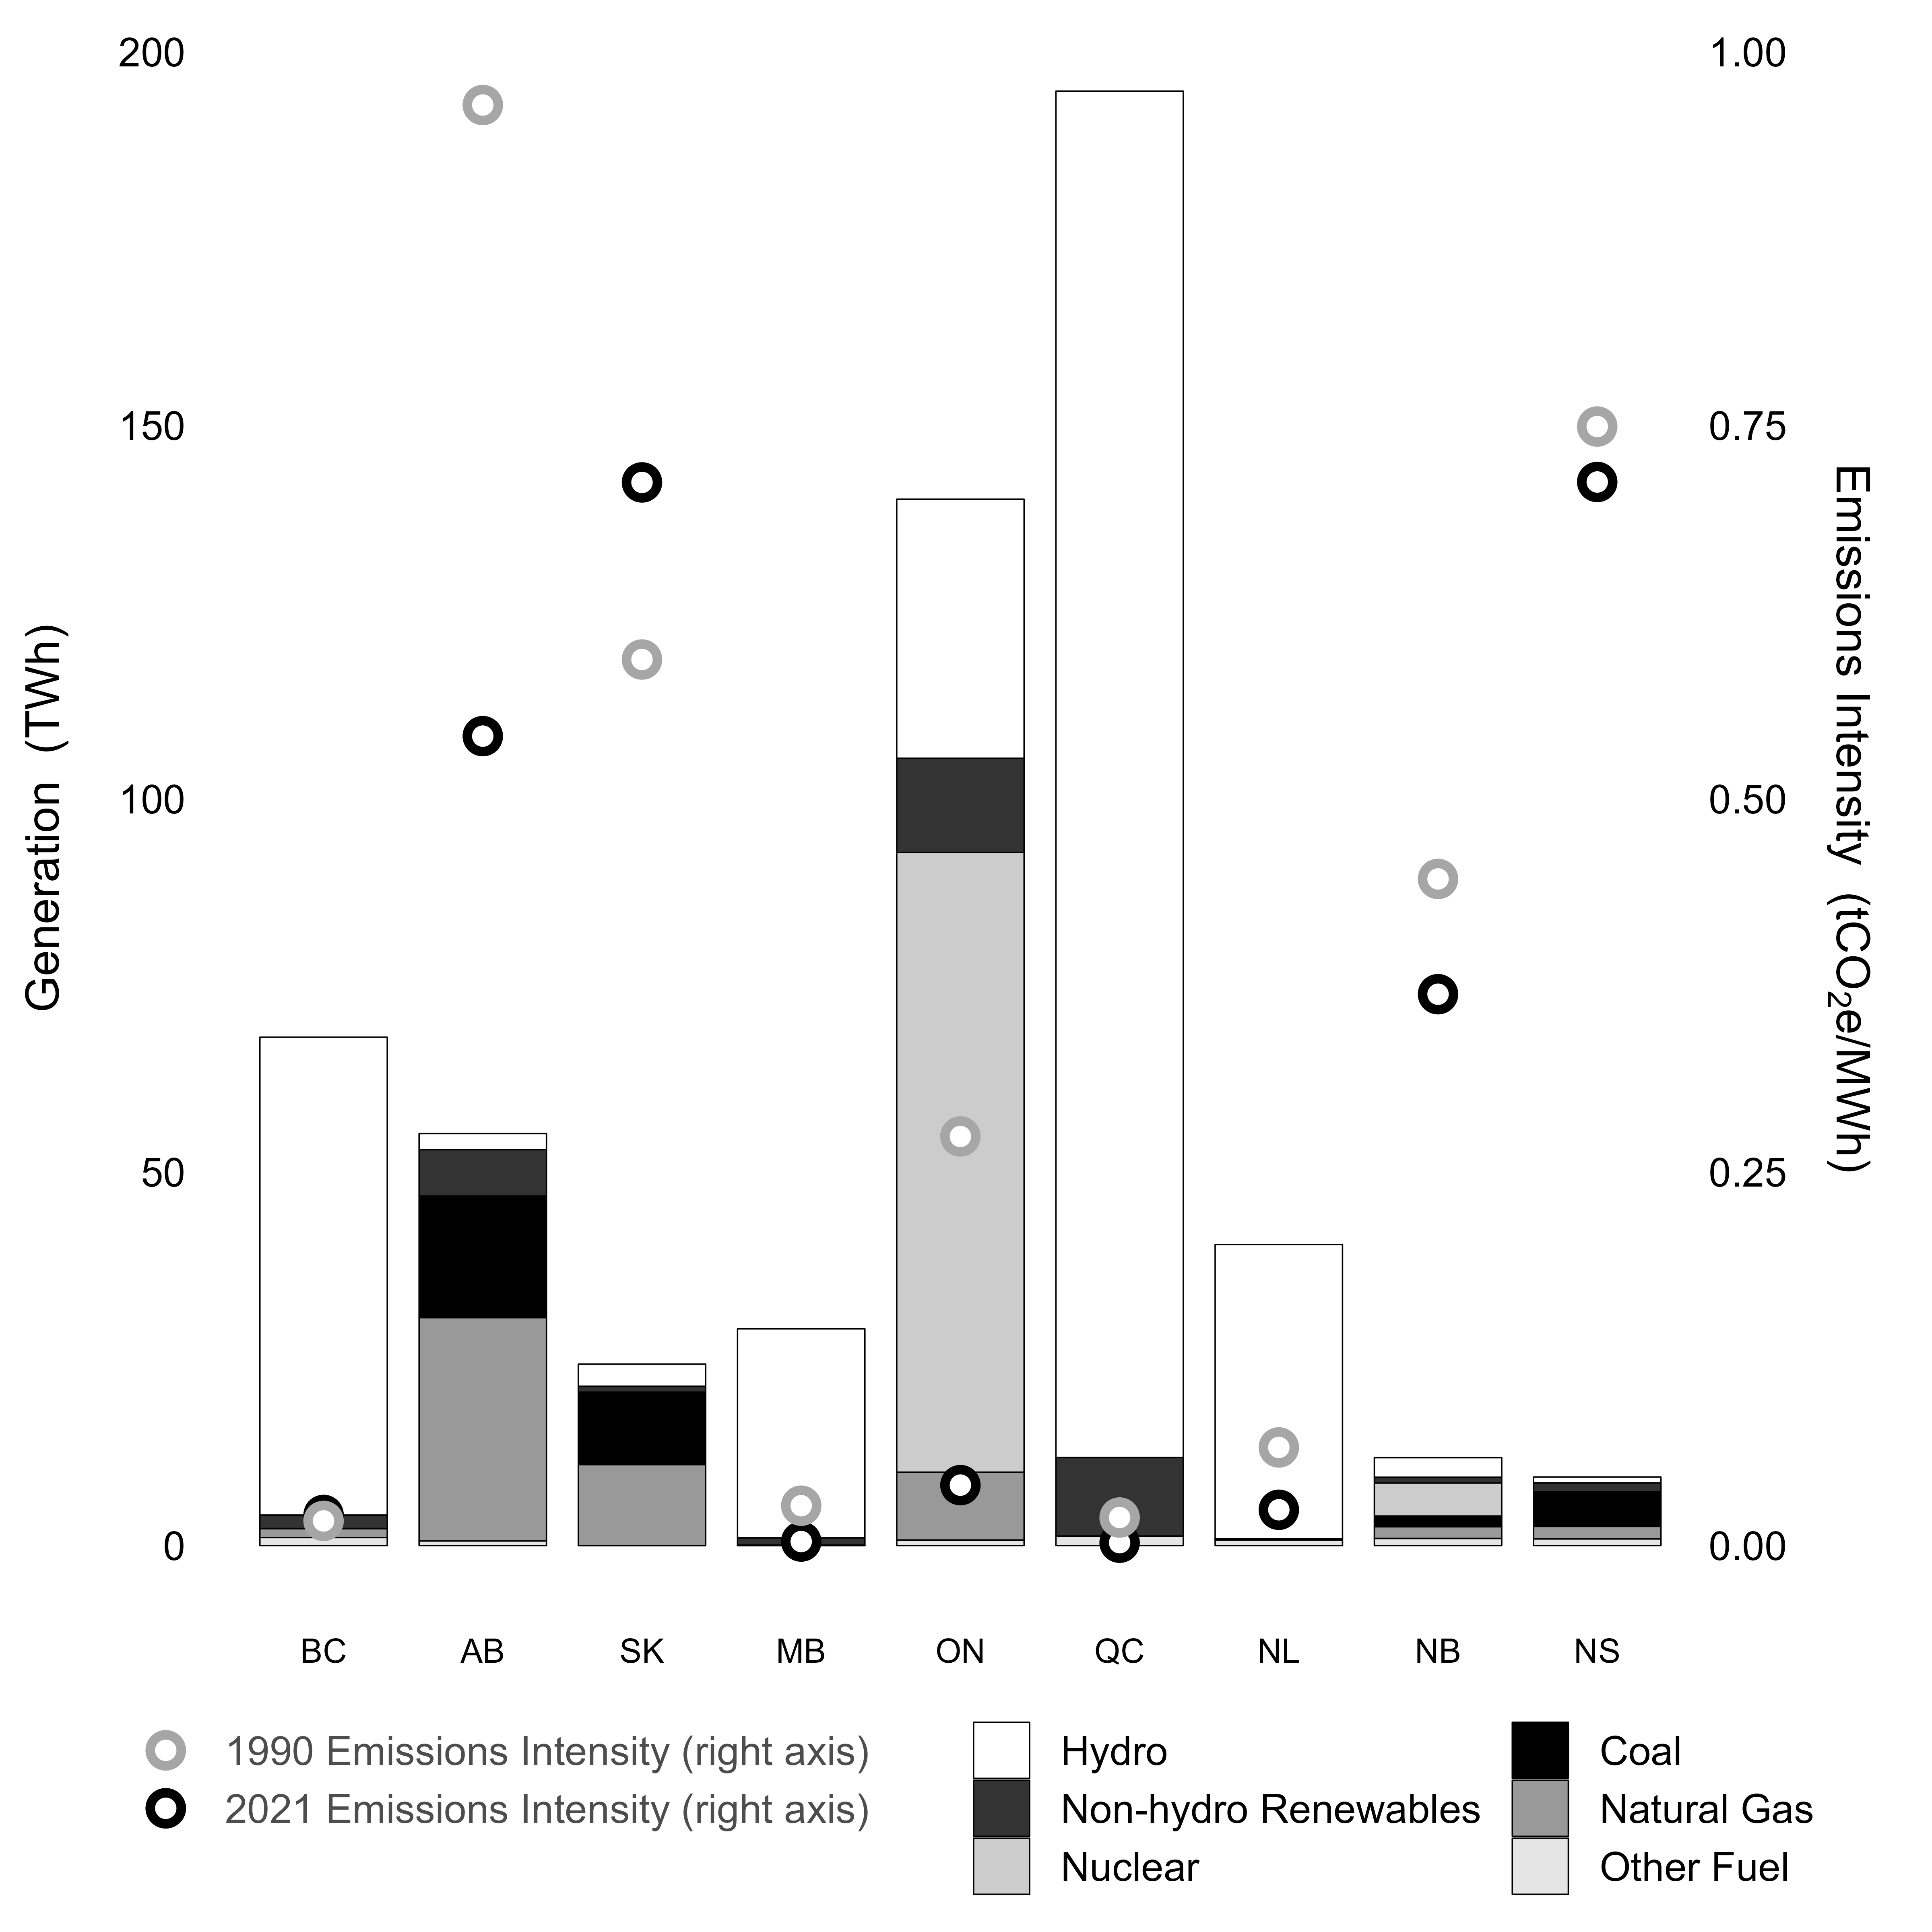 200
150
100
50
0
Generation (TWh)
1.00
0.75
0.50
0.25
0.00
Emissions Intensity (tCO₂e/MWh)
BC AB SK MB ON QC NL NB NS
1990 Emissions Intensity (right axis)
2021 Emissions Intensity (right axis)
Hydro
Non-hydro Renewables
Nuclear
Coal
Natural Gas
Other Fuel